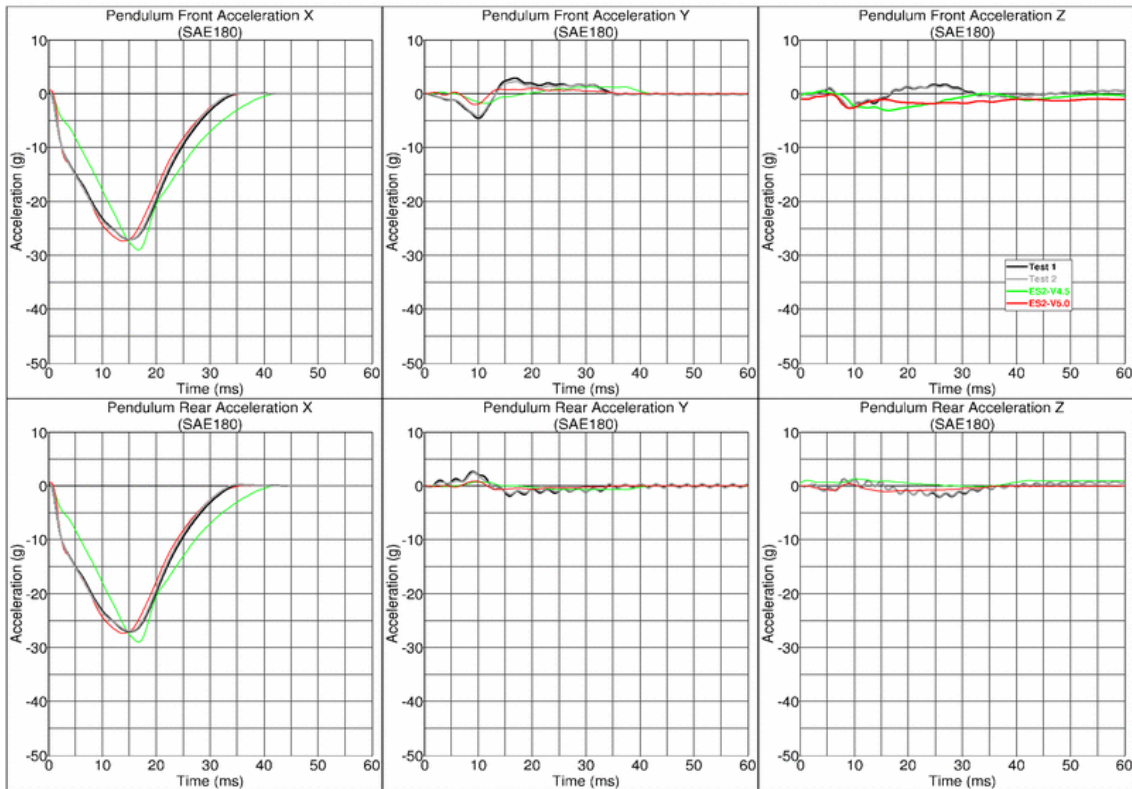 Pendulum Front Acceleration X
(SAE180)
10
0
-10
-20
-30
-40
-50
Acceleration (g)
0 10 20 30 40 50 60
Time (ms)
Pendulum Front Acceleration Y
(SAE180)
10
0
-10
-20
-30
-40
-50
Acceleration (g)
0 10 20 30 40 50 60
Time (ms)
Pendulum Front Acceleration Z
(SAE180)
10
0
-10
-20
-30
-40
-50
Acceleration (g)
Test 1
Test 2
ES2-V4.5
ES2-V5.0
0 10 20 30 40 50 60
Time (ms)
Pendulum Rear Acceleration X
(SAE180)
10
0
-10
-20
-30
-40
-50
Acceleration (g)
0 10 20 30 40 50 60
Time (ms)
Pendulum Rear Acceleration Y
(SAE180)
10
0
-10
-20
-30
-40
-50
Acceleration (g)
0 10 20 30 40 50 60
Time (ms)
Pendulum Rear Acceleration Z
(SAE180)
10
0
-10
-20
-30
-40
-50
Acceleration (g)
0 10 20 30 40 50 60
Time (ms)